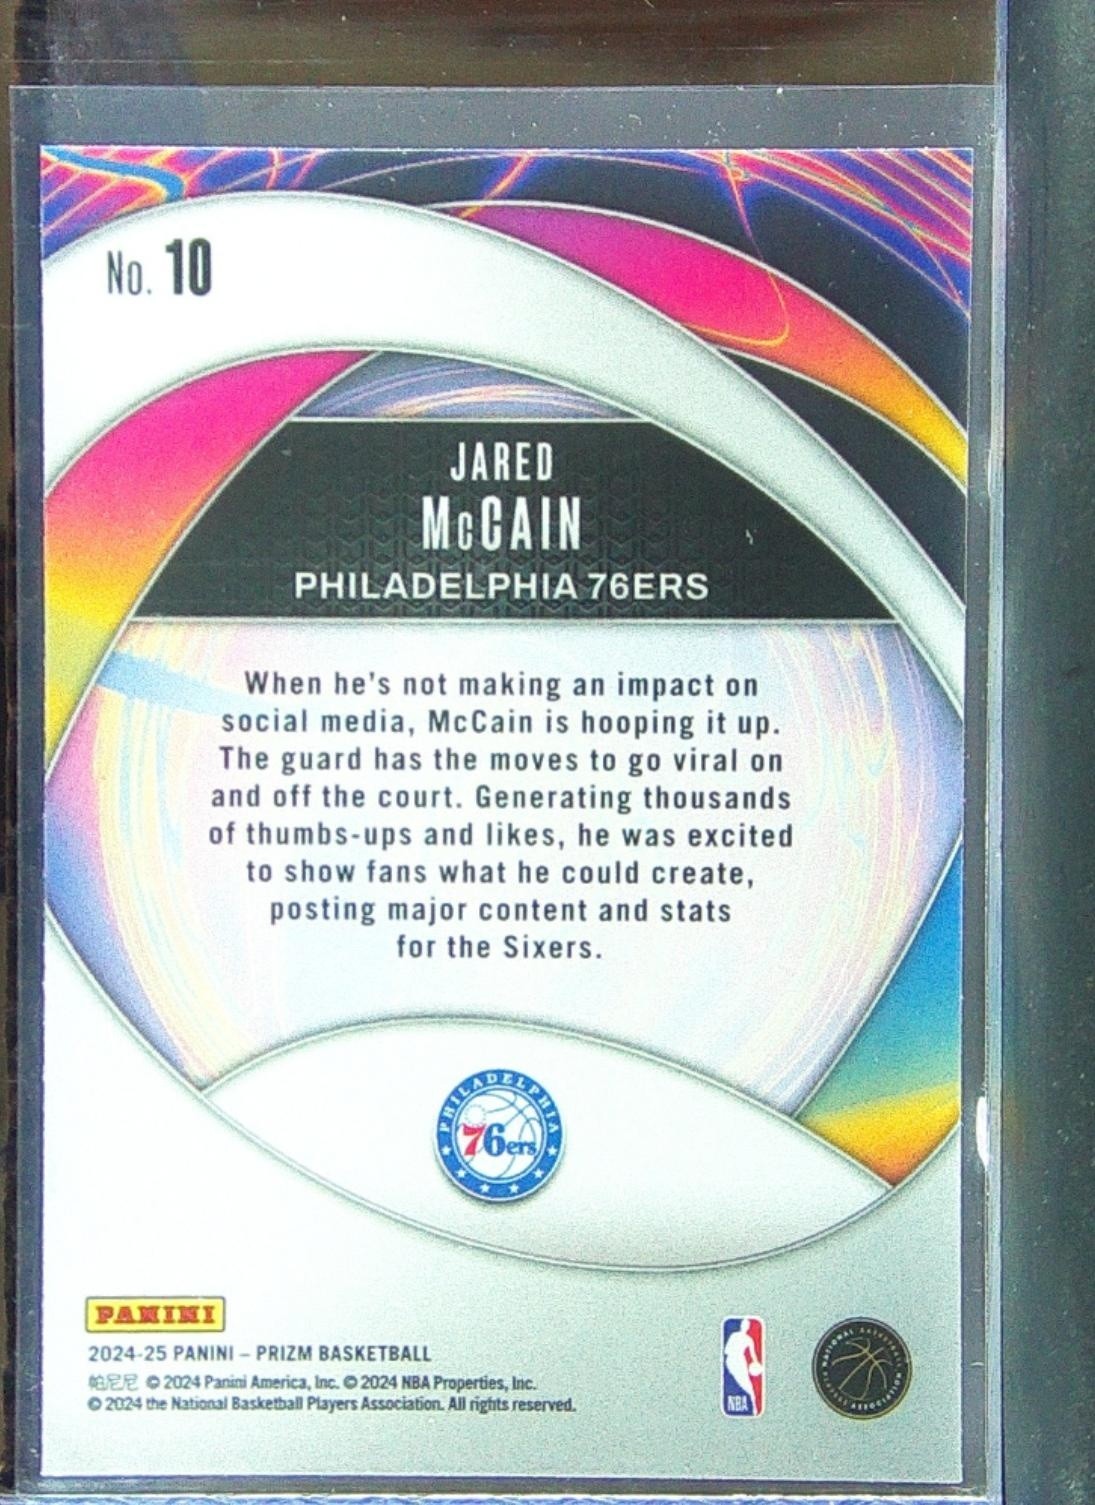 No. 10
JARED
McCAIN
PHILADELPHIA 76ERS
When he's not making an impact on
social media, McCain is hooping it up.
The guard has the moves to go viral on
and off the court. Generating thousands
of thumbs-ups and likes, he was excited
to show fans what he could create,
posting major content and stats
for the Sixers.
PHILADELPHIA
76ers
PANINI
2024-25 PANINI – PRIZM BASKETBALL
帕尼尼 © 2024 Panini America, Inc. © 2024 NBA Properties, Inc.
© 2024 the National Basketball Players Association. All rights reserved.
NBA
NATIONAL BASKETBALL
PLAYERS ASSOCIATION